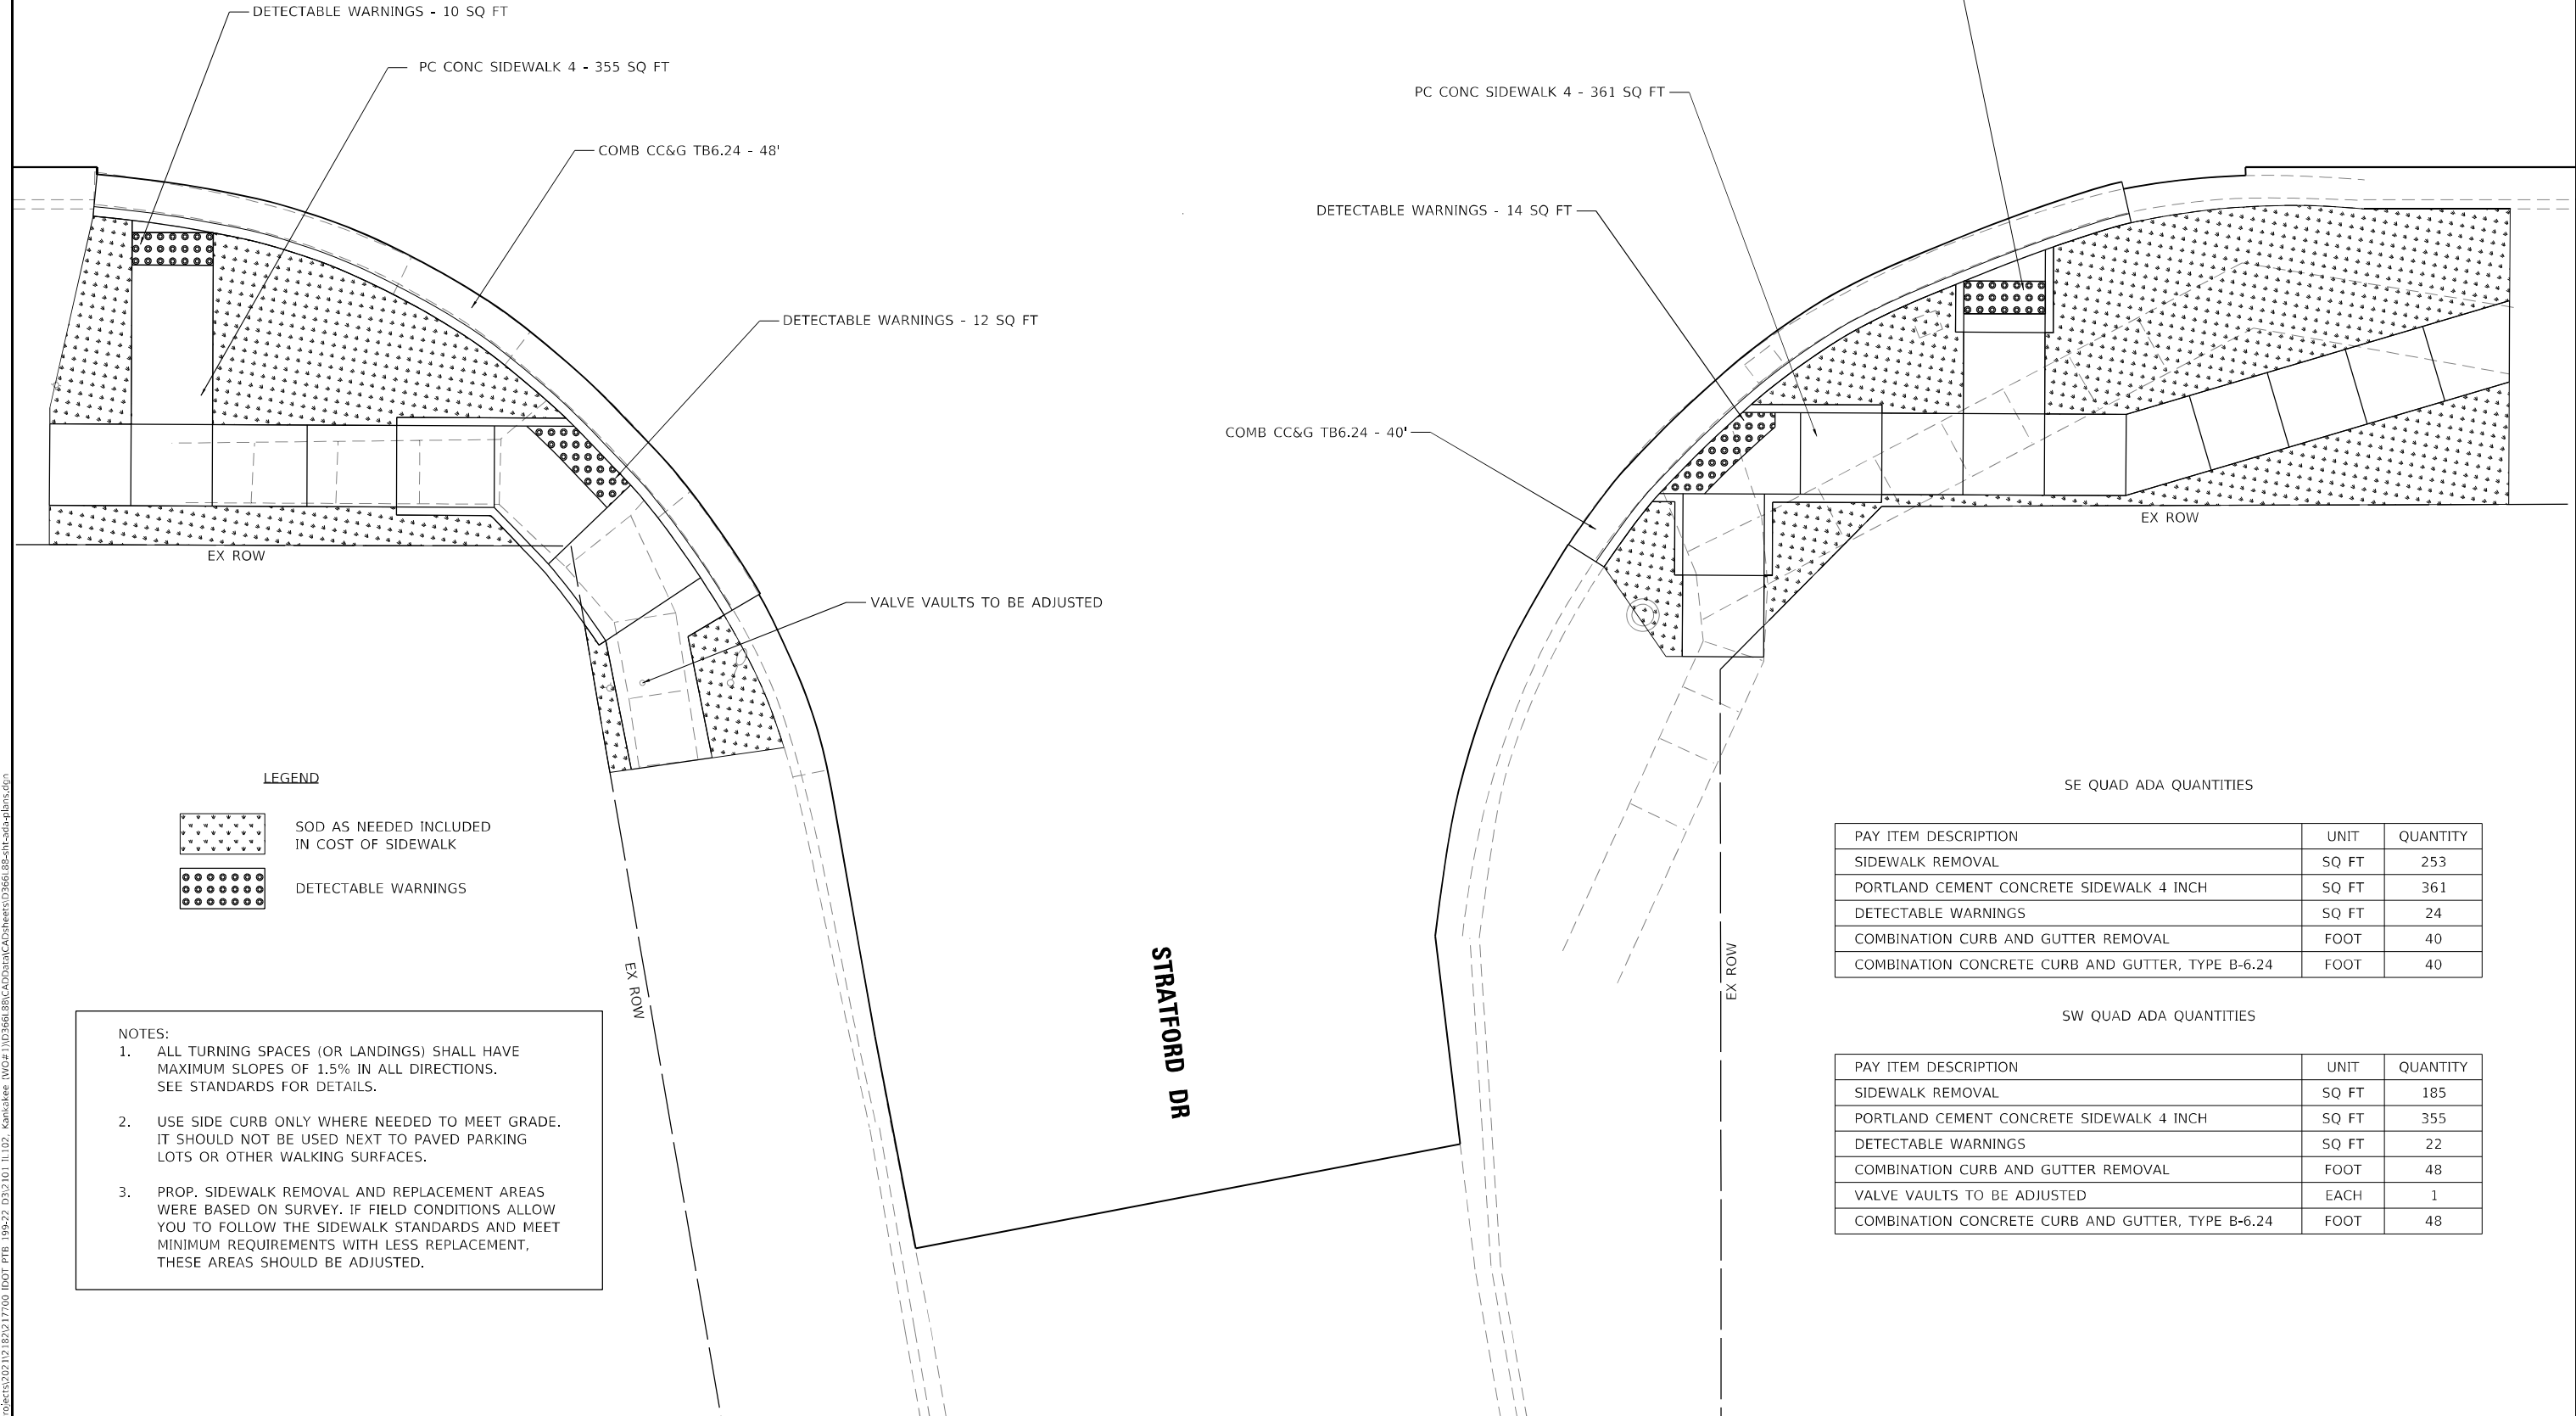 DETECTABLE WARNINGS - 10 SQ FT
PC CONC SIDEWALK 4 - 355 SQ FT
COMB CC&G TB6.24 - 48'
DETECTABLE WARNINGS - 12 SQ FT
VALVE VAULTS TO BE ADJUSTED
PC CONC SIDEWALK 4 - 361 SQ FT
DETECTABLE WARNINGS - 14 SQ FT
COMB CC&G TB6.24 - 40'
EX ROW
EX ROW
EX ROW
EX ROW
STRATFORD DR
LEGEND
SOD AS NEEDED INCLUDED
IN COST OF SIDEWALK
DETECTABLE WARNINGS
NOTES:
1. ALL TURNING SPACES (OR LANDINGS) SHALL HAVE
MAXIMUM SLOPES OF 1.5% IN ALL DIRECTIONS.
SEE STANDARDS FOR DETAILS.
2. USE SIDE CURB ONLY WHERE NEEDED TO MEET GRADE.
IT SHOULD NOT BE USED NEXT TO PAVED PARKING
LOTS OR OTHER WALKING SURFACES.
3. PROP. SIDEWALK REMOVAL AND REPLACEMENT AREAS
WERE BASED ON SURVEY. IF FIELD CONDITIONS ALLOW
YOU TO FOLLOW THE SIDEWALK STANDARDS AND MEET
MINIMUM REQUIREMENTS WITH LESS REPLACEMENT,
THESE AREAS SHOULD BE ADJUSTED.
SE QUAD ADA QUANTITIES
PAY ITEM DESCRIPTION UNIT QUANTITY
SIDEWALK REMOVAL SQ FT 253
PORTLAND CEMENT CONCRETE SIDEWALK 4 INCH SQ FT 361
DETECTABLE WARNINGS SQ FT 24
COMBINATION CURB AND GUTTER REMOVAL FOOT 40
COMBINATION CONCRETE CURB AND GUTTER, TYPE B-6.24 FOOT 40
SW QUAD ADA QUANTITIES
PAY ITEM DESCRIPTION UNIT QUANTITY
SIDEWALK REMOVAL SQ FT 185
PORTLAND CEMENT CONCRETE SIDEWALK 4 INCH SQ FT 355
DETECTABLE WARNINGS SQ FT 22
COMBINATION CURB AND GUTTER REMOVAL FOOT 48
VALVE VAULTS TO BE ADJUSTED EACH 1
COMBINATION CONCRETE CURB AND GUTTER, TYPE B-6.24 FOOT 48